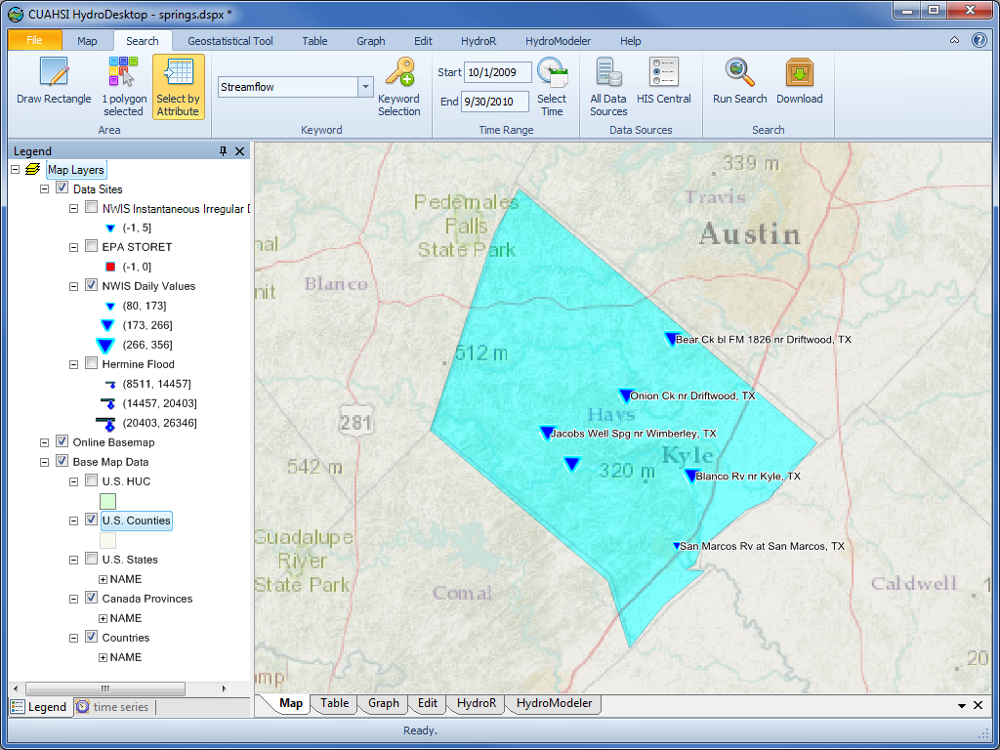 CUAHSI HydroDesktop - springs.dspx *
File Map Search Geostatistical Tool Table Graph Edit HydroR HydroModeler Help
Draw Rectangle
1 polygon selected
Select by Attribute
Area
Streamflow
Keyword Selection
Keyword
Start 10/1/2009
End 9/30/2010
Select Time
Time Range
All Data Sources
HIS Central
Data Sources
Run Search
Download
Search
Legend
Map Layers
Data Sites
NWIS Instantaneous Irregular
(-1, 5]
EPA STORET
(-1, 0]
NWIS Daily Values
(80, 173]
(173, 266]
(266, 356]
Hermine Flood
(8511, 14457]
(14457, 20403]
(20403, 26346]
Online Basemap
Base Map Data
U.S. HUC
U.S. Counties
U.S. States
NAME
Canada Provinces
NAME
Countries
NAME
Legend time series
339 m
Travis
Pedernales
Falls
State Park
Austin
Blanco
nit
512 m
Bear Ck bl FM 1826 nr Driftwood, TX
Onion Ck nr Driftwood, TX
Hays
281
Jacobs Well Spg nr Wimberley, TX
Kyle
542 m
320 m
Blanco Rv nr Kyle, TX
Guadalupe
River
State Park
San Marcos Rv at San Marcos, TX
Comal
Caldwell
20
Map Table Graph Edit HydroR HydroModeler
Ready.